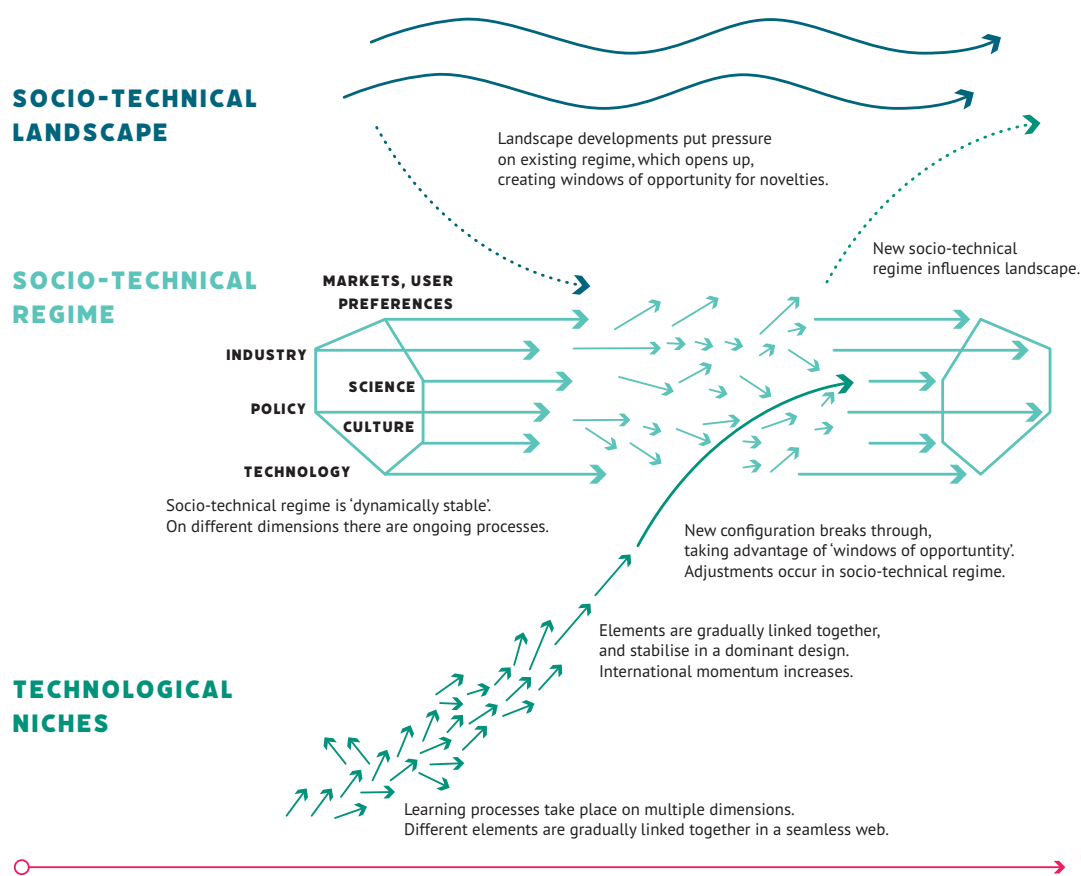 SOCIO-TECHNICAL
LANDSCAPE
Landscape developments put pressure
on existing regime, which opens up,
creating windows of opportunity for novelties.
New socio-technical
regime influences landscape.
SOCIO-TECHNICAL
REGIME
MARKETS, USER
PREFERENCES
INDUSTRY
SCIENCE
POLICY
CULTURE
TECHNOLOGY
Socio-technical regime is ‘dynamically stable’.
On different dimensions there are ongoing processes.
New configuration breaks through,
taking advantage of ‘windows of opportuntity’.
Adjustments occur in socio-technical regime.
Elements are gradually linked together,
and stabilise in a dominant design.
International momentum increases.
TECHNOLOGICAL
NICHES
Learning processes take place on multiple dimensions.
Different elements are gradually linked together in a seamless web.